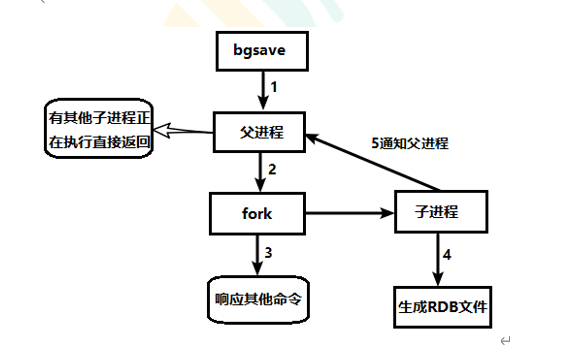 bgsave
1
有其他子进程正
在执行直接返回
父进程
5通知父进程
2
fork
子进程
3
4
响应其他命令
生成RDB文件